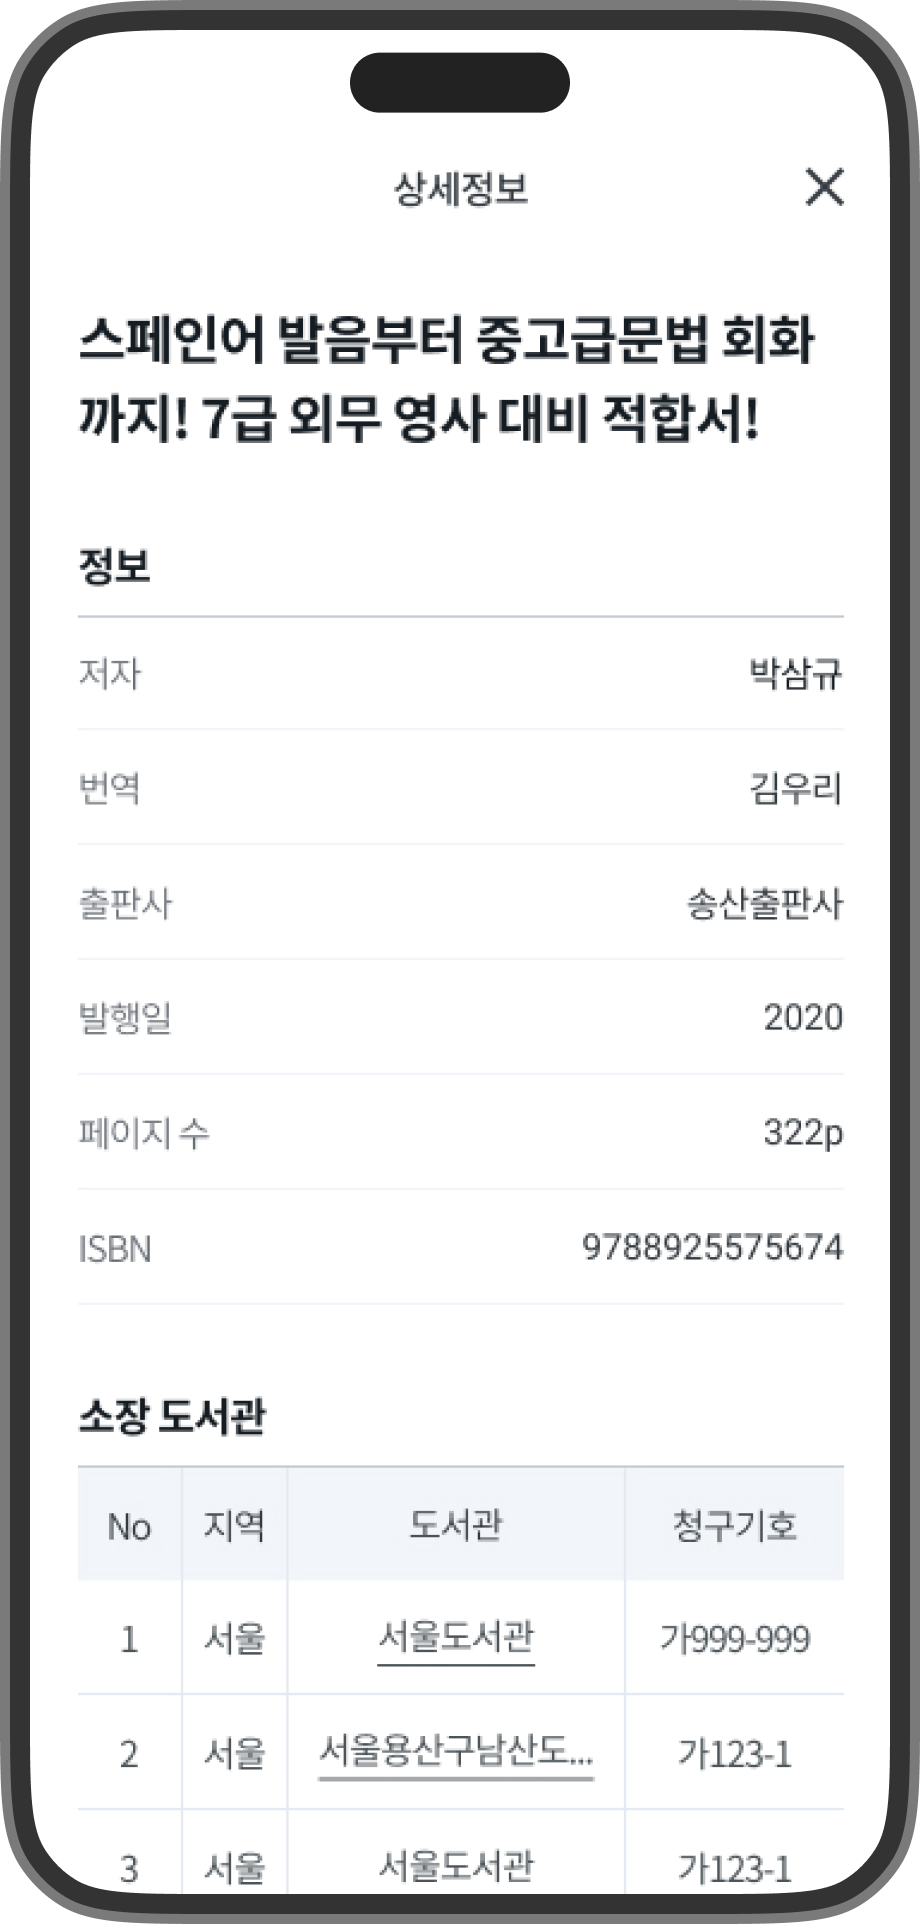 상세정보
스페인어 발음부터 중고급문법 회화
까지! 7급 외무 영사 대비 적합서!
정보
저자 박삼규
번역 김우리
출판사 송산출판사
발행일 2020
페이지 수 322p
ISBN 9788925575674
소장 도서관
No 지역 도서관 청구기호
1 서울 서울도서관 가999-999
2 서울 서울용산구남산도... 가123-1
3 서울 서울도서관 가123-1